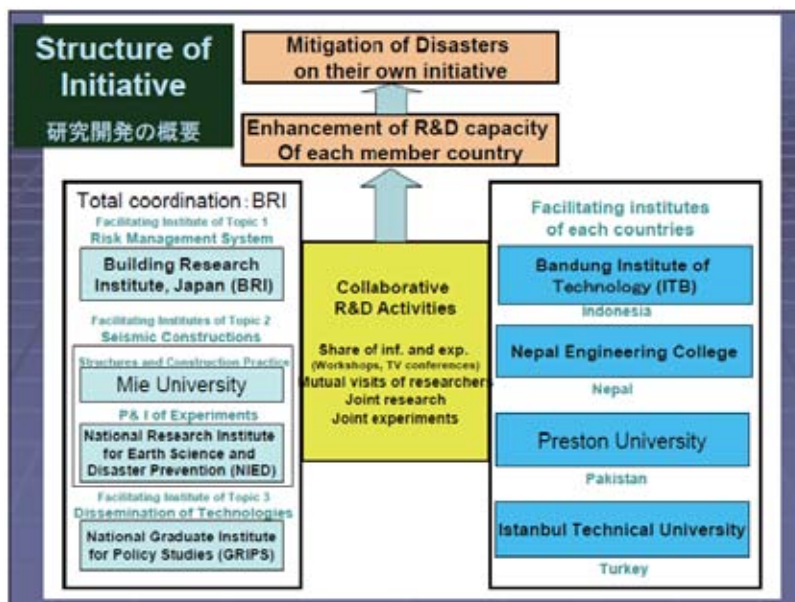 Structure of
Initiative
研究開発の概要
Mitigation of Disasters
on their own initiative
Enhancement of R&D capacity
Of each member country
Total coordination：BRI
Facilitating Institute of Topic 1
Risk Management System
Building Research
Institute, Japan (BRI)
Facilitating Institutes of Topic 2
Seismic Constructions
Structures and Construction Practice
Mie University
P& I of Experiments
National Research Institute
for Earth Science and
Disaster Prevention (NIED)
Facilitating Institute of Topic 3
Dissemination of Technologies
National Graduate Institute
for Policy Studies (GRIPS)
Collaborative
R&D Activities
Share of inf. and exp.
(Workshops, TV conferences)
Mutual visits of researchers
Joint research
Joint experiments
Facilitating institutes
of each countries
Bandung Institute of
Technology (ITB)
Indonesia
Nepal Engineering College
Nepal
Preston University
Pakistan
Istanbul Technical University
Turkey